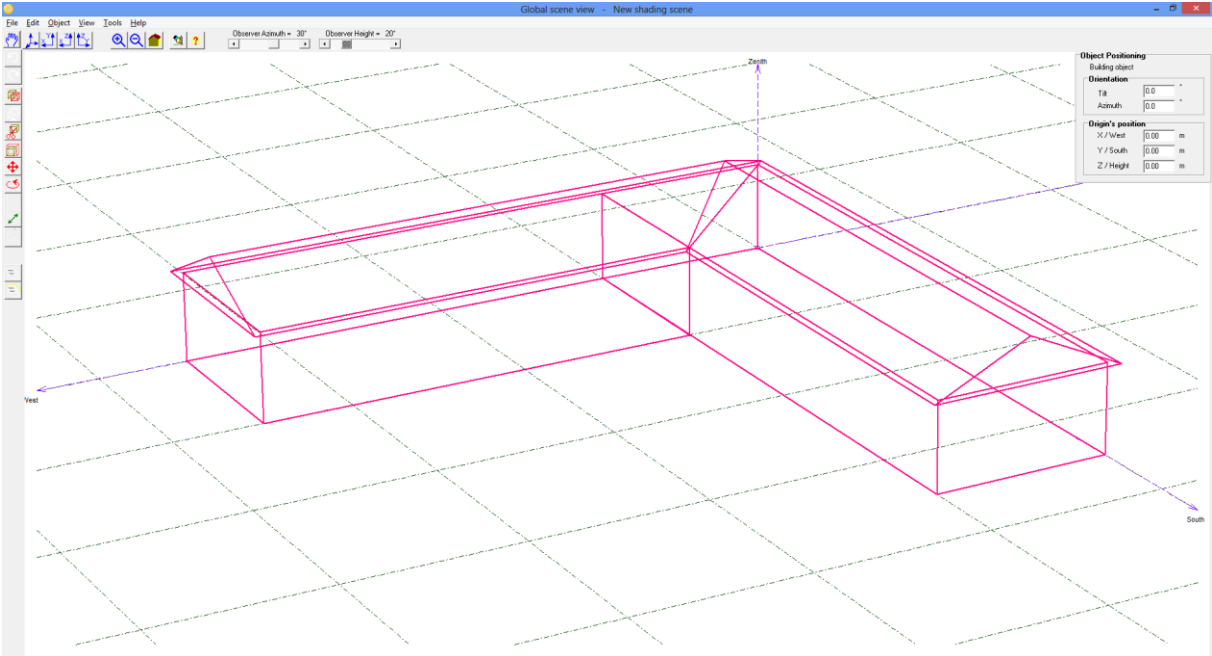 Global scene view - New shading scene
File Edit Object View Tools Help
Observer Azimuth = 30° Observer Height = 20°
Object Positioning
Building object
Orientation
Tilt 0.0 °
Azimuth 0.0 °
Origin's position
X / West 0.00 m
Y / South 0.00 m
Z / Height 0.00 m
Zenith
West
South